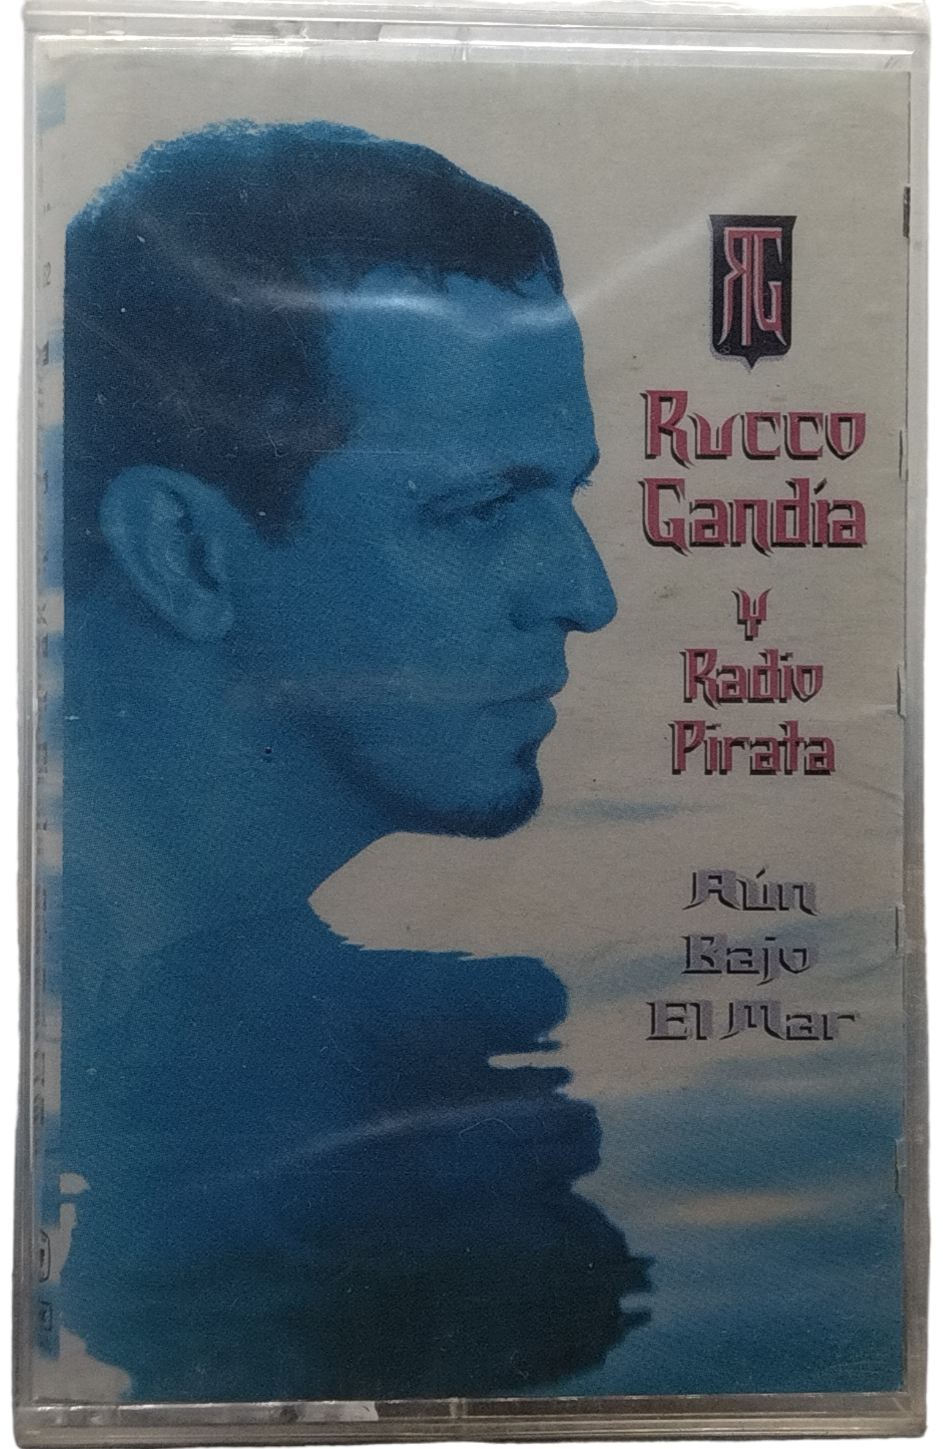 RG
Rucco
Gandía
y
Radio
Pirata
Aún
Bajo
El Mar